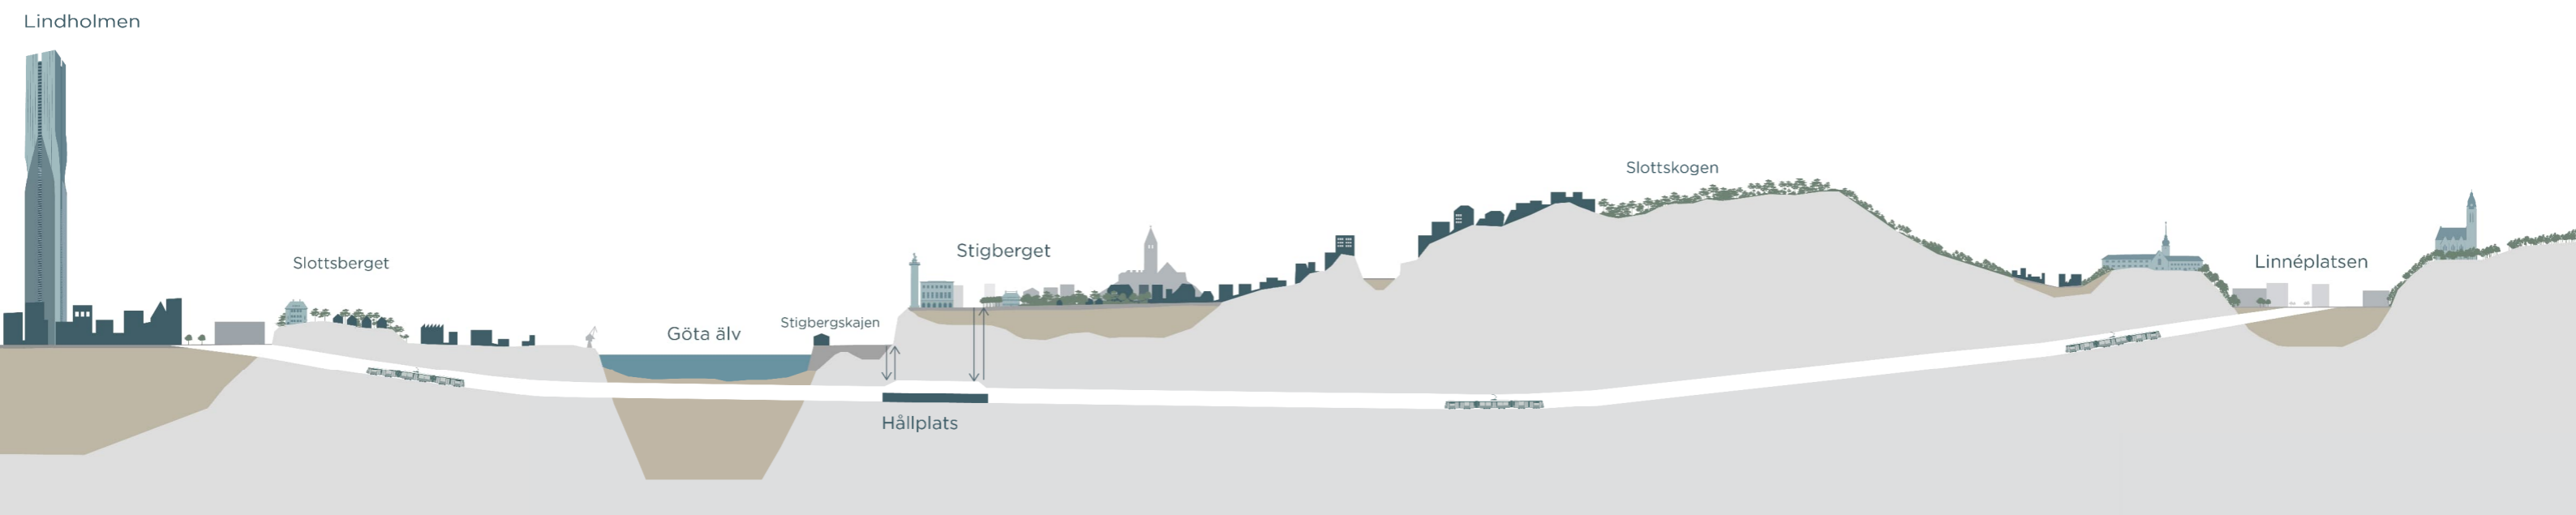 Lindholmen
Slottsberget
Göta älv
Stigbergskajen
Stigberget
Hållplats
Slottskogen
Linnéplatsen